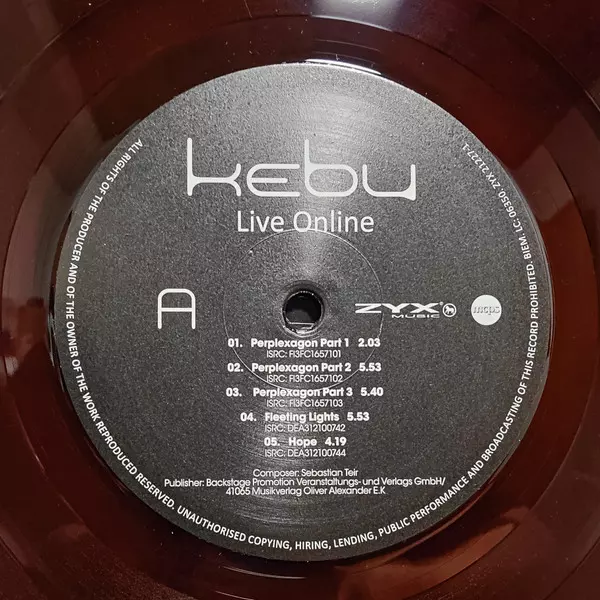 kebu
Live Online
A
ZYX®
MUSIC
mcps
01. Perplexagon Part 1 2.03
ISRC: FI3FC1657101
02. Perplexagon Part 2 5.53
ISRC: FI3FC1657102
03. Perplexagon Part 3 5.40
ISRC: FI3FC1657103
04. Fleeting Lights 5.53
ISRC: DEA312100742
05. Hope 4.19
ISRC: DEA312100744
Composer: Sebastian Teir
Publisher: Backstage Promotion Veranstaltungs- und Verlags GmbH/
41065 Musikverlag Oliver Alexander E.K
ALL RIGHTS OF THE PRODUCER AND OF THE OWNER OF THE WORK REPRODUCED RESERVED. UNAUTHORISED COPYING, HIRING, LENDING, PUBLIC PERFORMANCE AND BROADCASTING OF THIS RECORD PROHIBITED. BIEM. LC: 06350. ZYX 21227-1